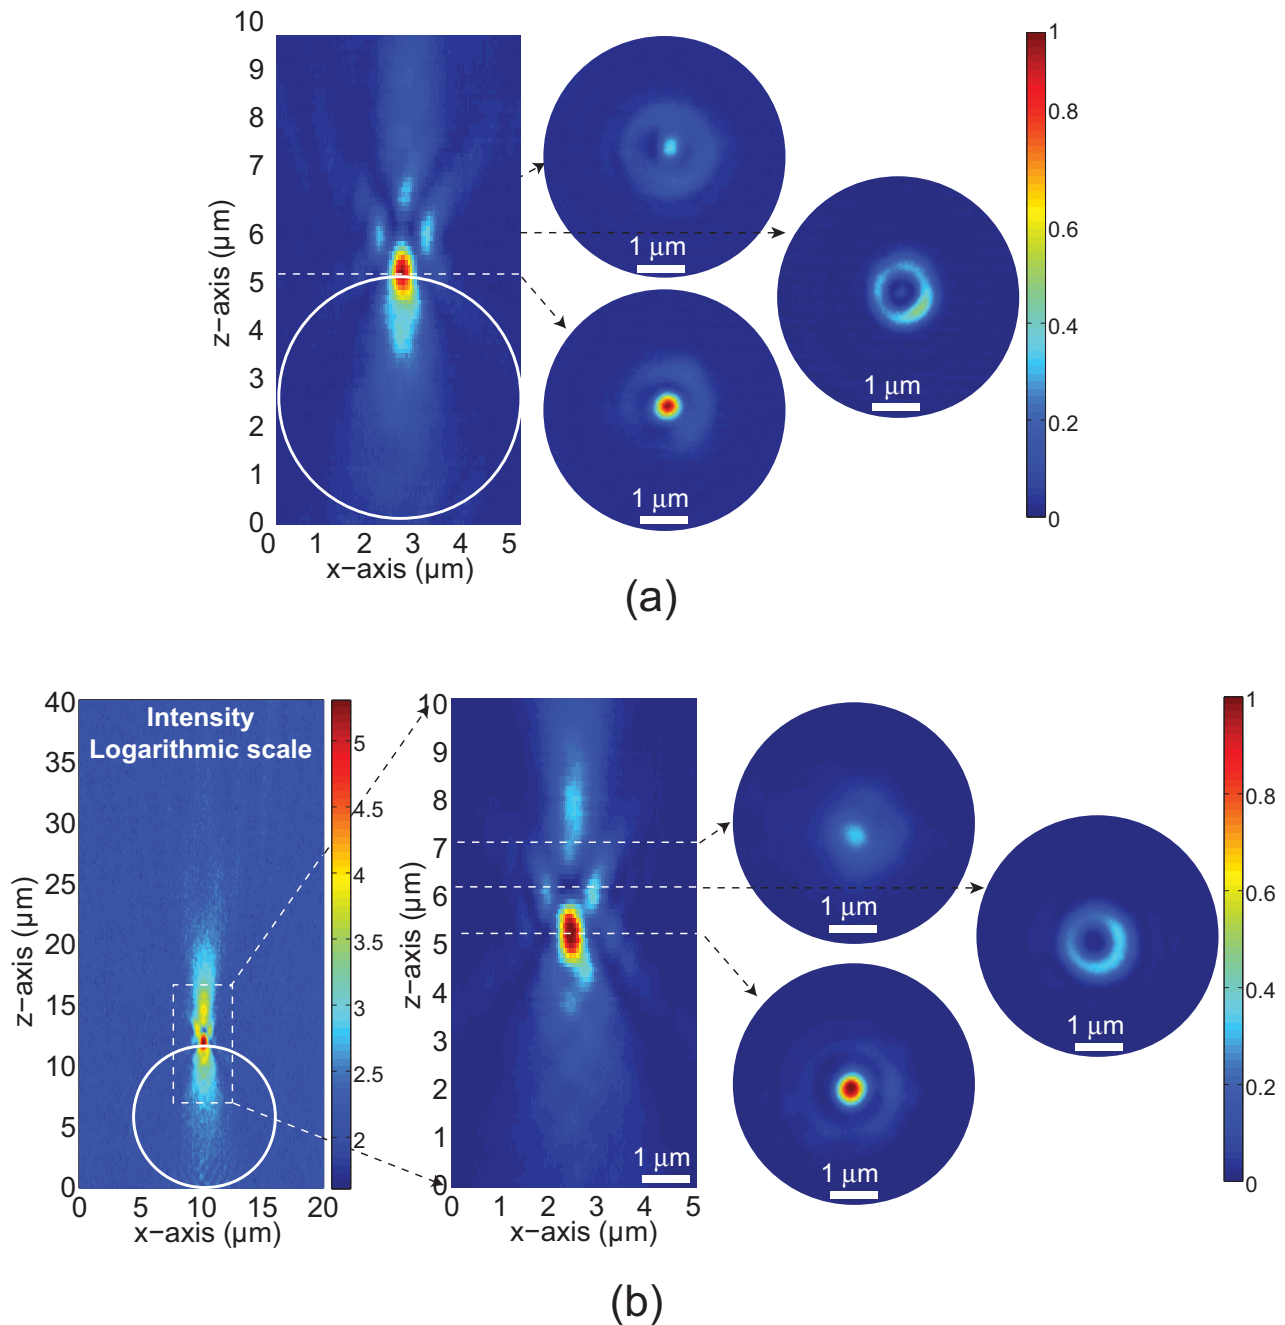 10
9
8
7
6
5
4
3
2
1
0
z−axis (µm)
0 1 2 3 4 5
x−axis (µm)
1 µm
1 µm
1 µm
1
0.8
0.6
0.4
0.2
0
(a)
40
35
30
25
20
15
10
5
0
z−axis (µm)
Intensity
Logarithmic scale
0 5 10 15 20
x−axis (µm)
5
4.5
4
3.5
3
2.5
2
10
9
8
7
6
5
4
3
2
1
0
z−axis (µm)
1 µm
0 1 2 3 4 5
x−axis (µm)
1 µm
1 µm
1 µm
1
0.8
0.6
0.4
0.2
0
(b)